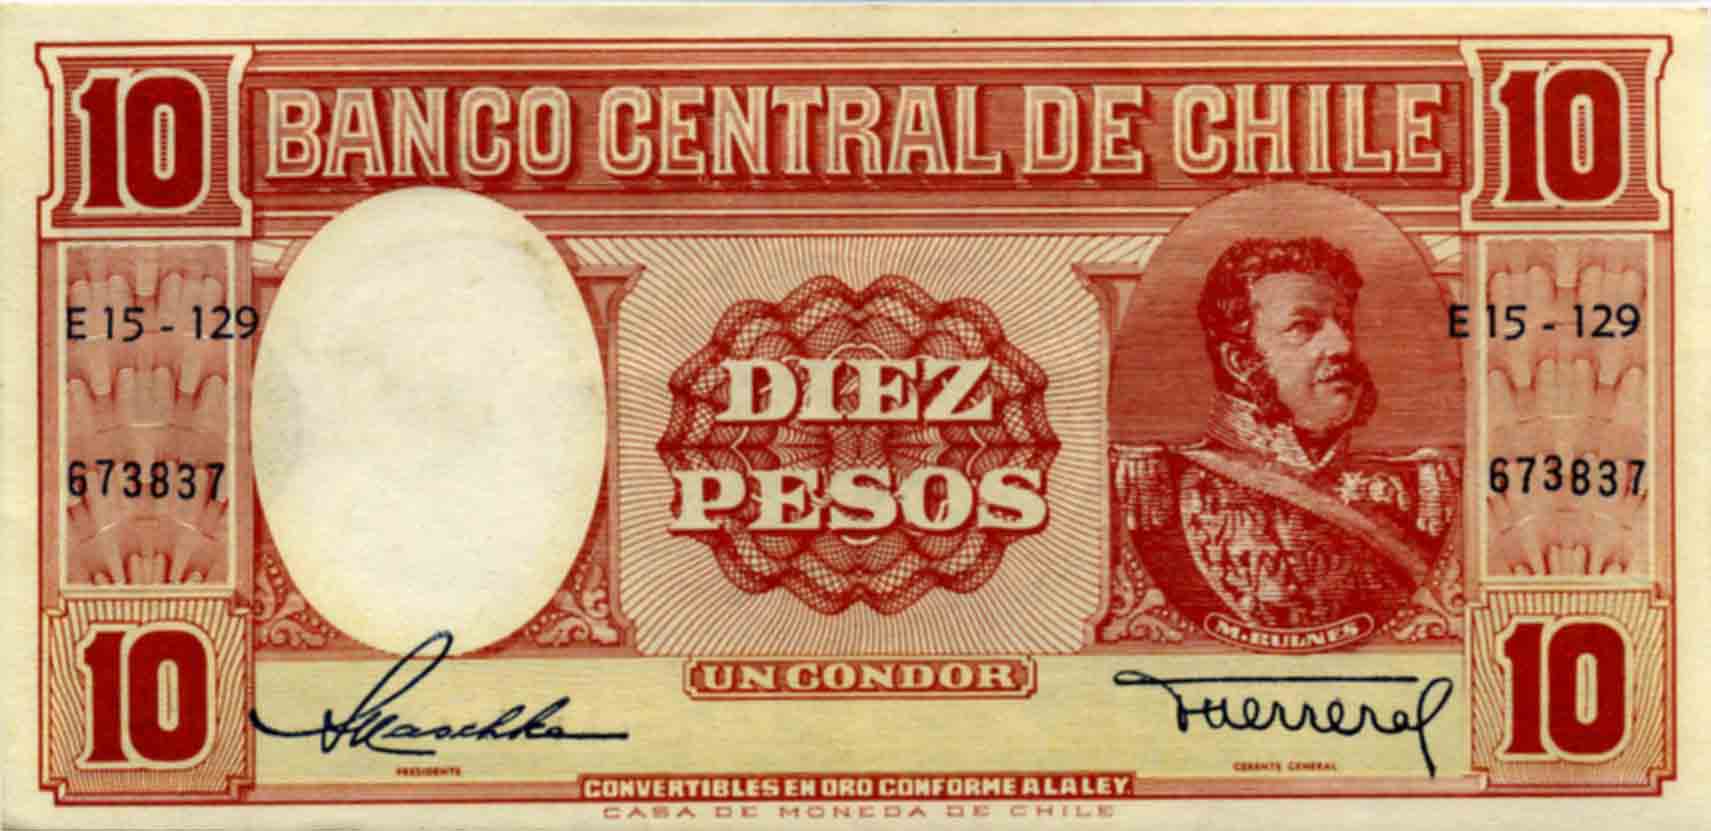 10 BANCO CENTRAL DE CHILE 10
E 15 - 129 E 15 - 129
DIEZ
PESOS
673837 673837
M. BULNES
UN CONDOR
10 10
PRESIDENTE GERENTE GENERAL
CONVERTIBLES EN ORO CONFORME A LA LEY.
CASA DE MONEDA DE CHILE